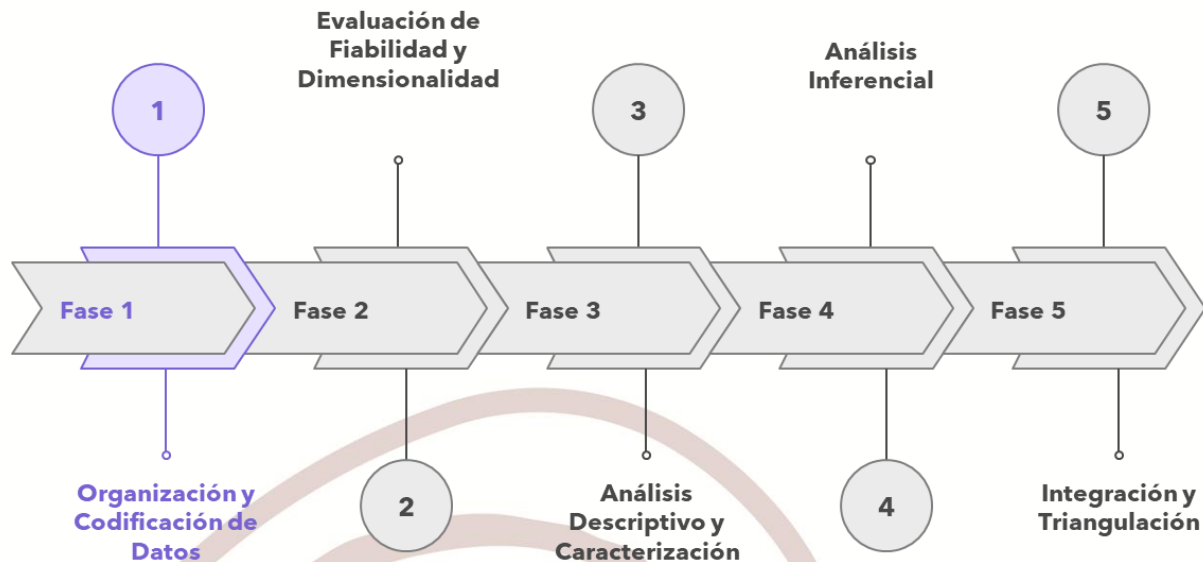 Evaluación de
Fiabilidad y
Dimensionalidad
Análisis
Inferencial
1
3
5
Fase 1
Fase 2
Fase 3
Fase 4
Fase 5
Organización y
Codificación de
Datos
2
Análisis
Descriptivo y
Caracterización
4
Integración y
Triangulación